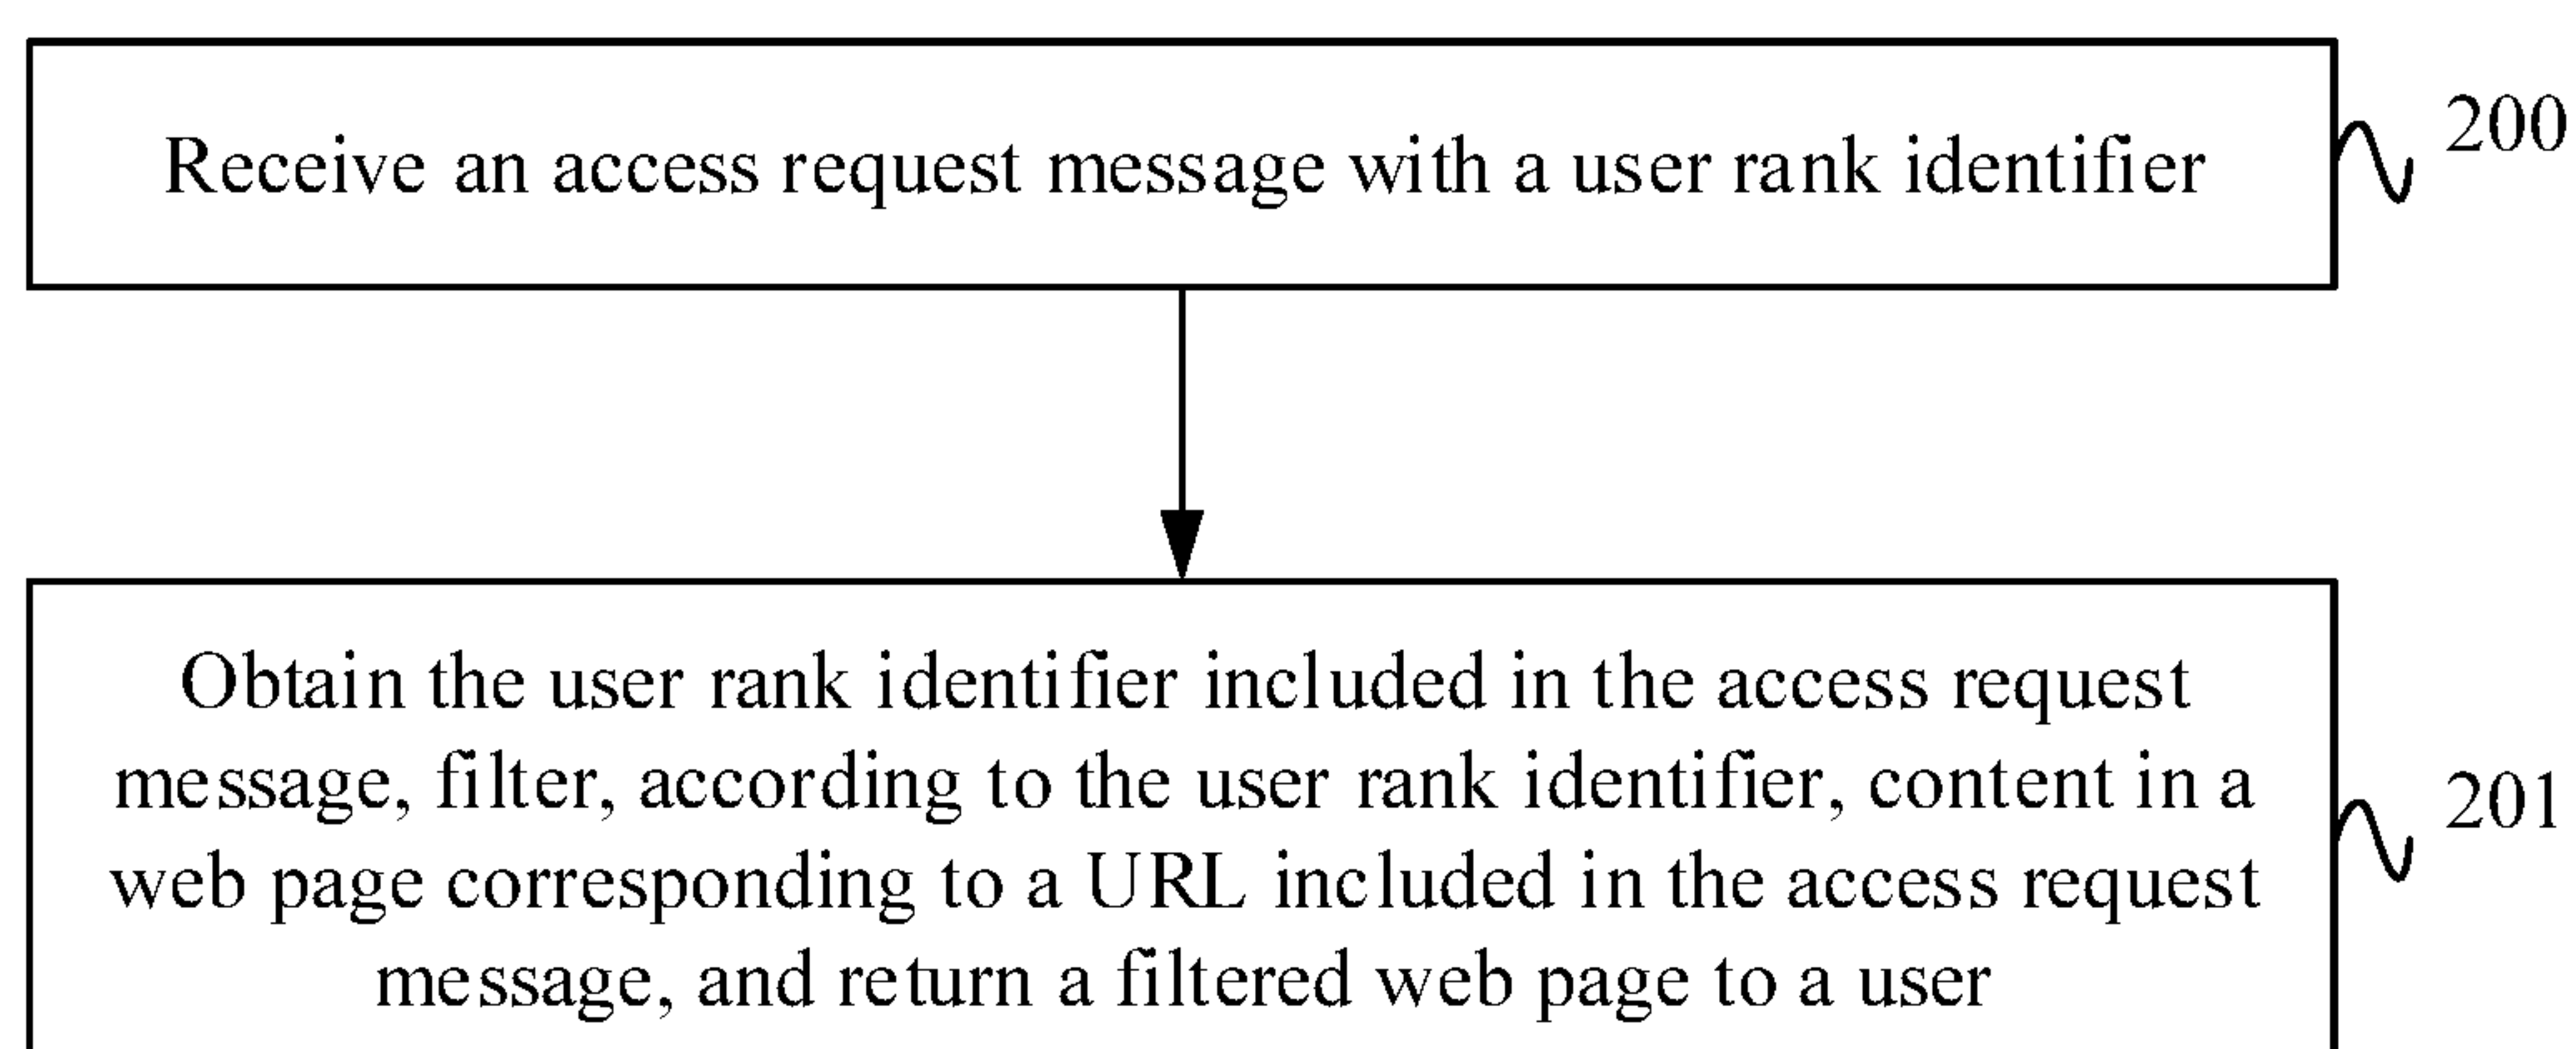 Receive an access request message with a user rank identifier
200
Obtain the user rank identifier included in the access request
message, filter, according to the user rank identifier, content in a
web page corresponding to a URL included in the access request
message, and return a filtered web page to a user
201